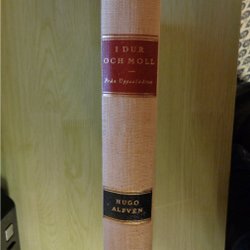 I DUR
OCH MOLL
Från Uppsalaåren
HUGO
ALFVÉN